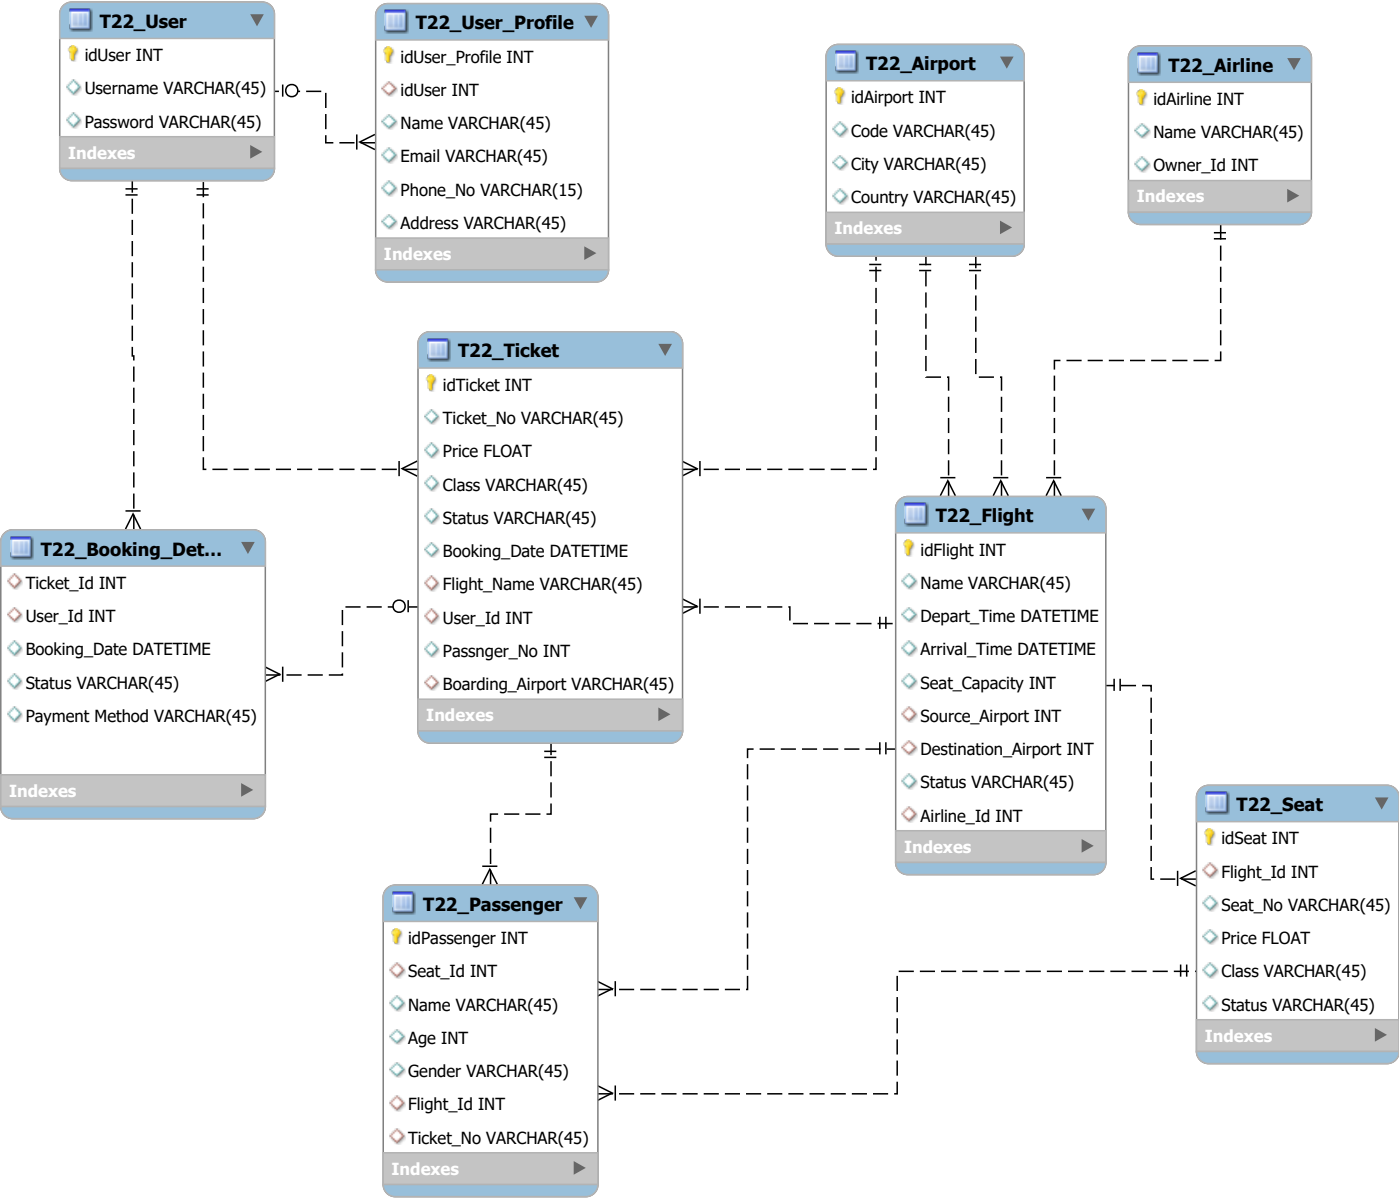 T22_User
idUser INT
Username VARCHAR(45)
Password VARCHAR(45)
Indexes
T22_User_Profile
idUser_Profile INT
idUser INT
Name VARCHAR(45)
Email VARCHAR(45)
Phone_No VARCHAR(15)
Address VARCHAR(45)
Indexes
T22_Airport
idAirport INT
Code VARCHAR(45)
City VARCHAR(45)
Country VARCHAR(45)
Indexes
T22_Airline
idAirline INT
Name VARCHAR(45)
Owner_Id INT
Indexes
T22_Ticket
idTicket INT
Ticket_No VARCHAR(45)
Price FLOAT
Class VARCHAR(45)
Status VARCHAR(45)
Booking_Date DATETIME
Flight_Name VARCHAR(45)
User_Id INT
Passnger_No INT
Boarding_Airport VARCHAR(45)
Indexes
T22_Booking_Det...
Ticket_Id INT
User_Id INT
Booking_Date DATETIME
Status VARCHAR(45)
Payment Method VARCHAR(45)
Indexes
T22_Flight
idFlight INT
Name VARCHAR(45)
Depart_Time DATETIME
Arrival_Time DATETIME
Seat_Capacity INT
Source_Airport INT
Destination_Airport INT
Status VARCHAR(45)
Airline_Id INT
Indexes
T22_Seat
idSeat INT
Flight_Id INT
Seat_No VARCHAR(45)
Price FLOAT
Class VARCHAR(45)
Status VARCHAR(45)
Indexes
T22_Passenger
idPassenger INT
Seat_Id INT
Name VARCHAR(45)
Age INT
Gender VARCHAR(45)
Flight_Id INT
Ticket_No VARCHAR(45)
Indexes